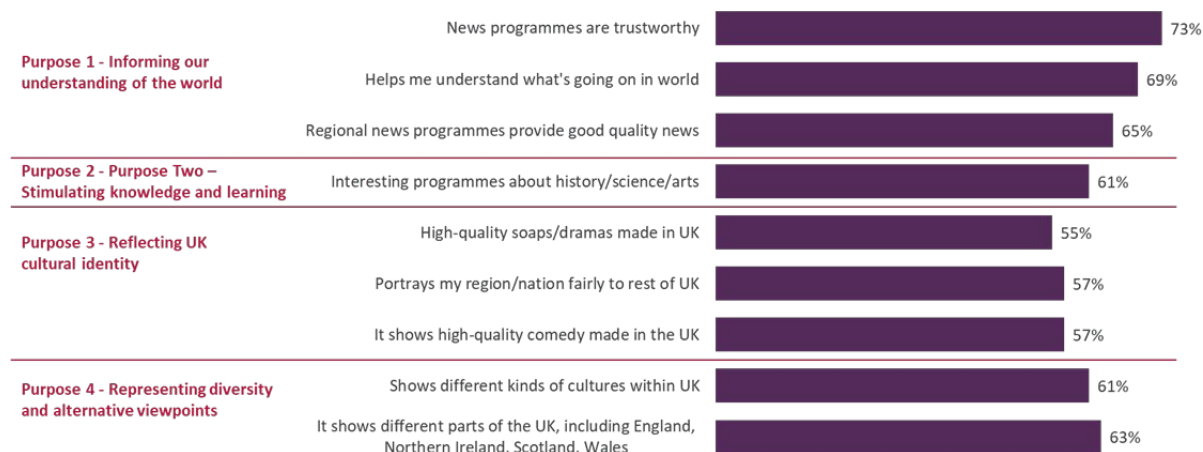 News programmes are trustworthy
73%
Purpose 1 - Informing our
understanding of the world
Helps me understand what's going on in world
69%
Regional news programmes provide good quality news
65%
Purpose 2 - Purpose Two –
Stimulating knowledge and learning
Interesting programmes about history/science/arts
61%
Purpose 3 - Reflecting UK
cultural identity
High-quality soaps/dramas made in UK
55%
Portrays my region/nation fairly to rest of UK
57%
It shows high-quality comedy made in the UK
57%
Purpose 4 - Representing diversity
and alternative viewpoints
Shows different kinds of cultures within UK
61%
It shows different parts of the UK, including England,
Northern Ireland, Scotland, Wales
63%